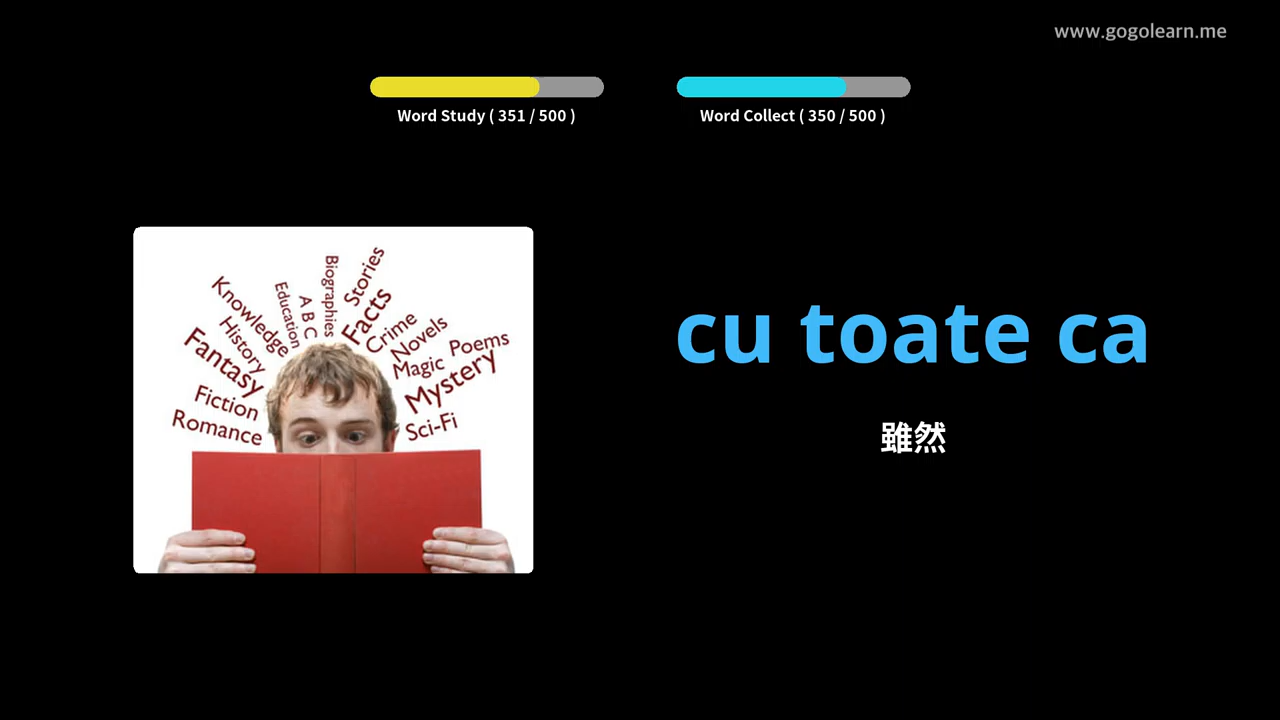 www.gogolearn.me
Word Study ( 351 / 500 )
Word Collect ( 350 / 500 )
Biographies
Stories
Education
A B C
Facts
Knowledge
Crime
History
Novels
Poems
Fantasy
Magic
Mystery
Fiction
Romance
Sci-Fi
cu toate ca
雖然